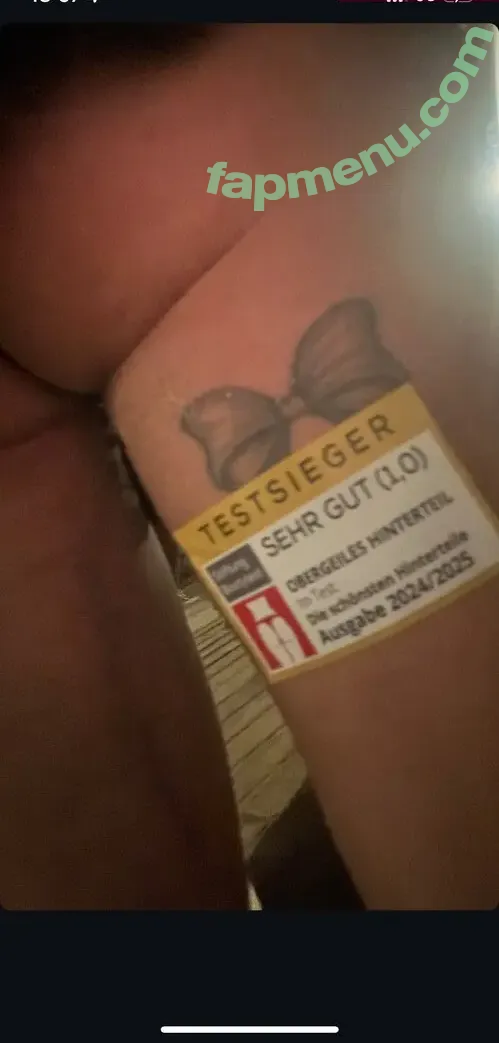 fapmenu.com
TESTSIEGER
SEHR GUT (1,0)
OBERGEILES HINTERTEIL
Im Test
Die schönsten Hinterteile
Ausgabe 2024/2025